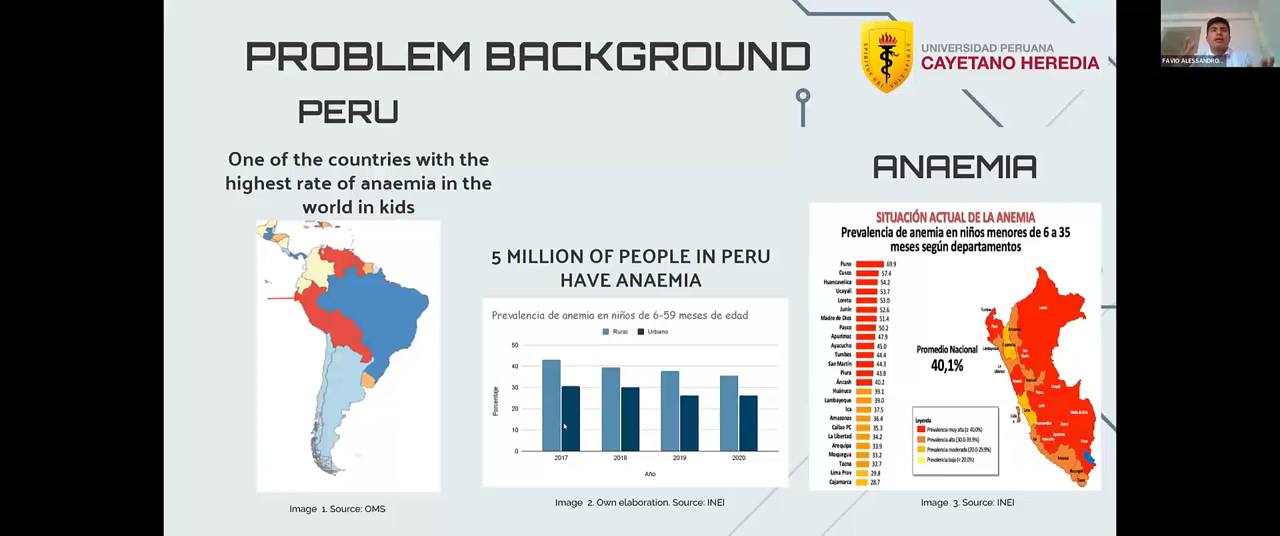 PROBLEM BACKGROUND
UNIVERSIDAD PERUANA
CAYETANO HEREDIA
FAVIO ALESSANDRO...
PERU
One of the countries with the
highest rate of anaemia in the
world in kids
Image 1. Source: OMS
5 MILLION OF PEOPLE IN PERU
HAVE ANAEMIA
Prevalencia de anemia en niños de 6-59 meses de edad
Rural
Urbano
Porcentaje
50
40
30
20
10
0
2017
2018
2019
2020
Año
Image 2. Own elaboration. Source: INEI
ANAEMIA
SITUACIÓN ACTUAL DE LA ANEMIA
Prevalencia de anemia en niños menores de 6 a 35
meses según departamentos
Puno 69.9
Cusco 57.4
Huancavelica 54.2
Ucayali 53.7
Loreto 53.0
Junín 52.6
Madre de Dios 51.4
Pasco 50.2
Apurimac 47.9
Ayacucho 45.0
Tumbes 44.4
San Martín 44.3
Piura 43.8
Áncash 40.2
Huánuco 39.1
Lambayeque 39.0
Ica 37.5
Amazonas 36.4
Callao PC 35.3
La Libertad 34.2
Arequipa 33.9
Moquegua 33.2
Tacna 32.7
Lima Prov 29.8
Cajamarca 28.7
Promedio Nacional
40,1%
Leyenda
Prevalencia muy alta (≥ 40.0%)
Prevalencia alta (30.0-39.9%)
Prevalencia moderada (20.0-29.9%)
Prevalencia baja (< 20.0%)
Image 3. Source: INEI